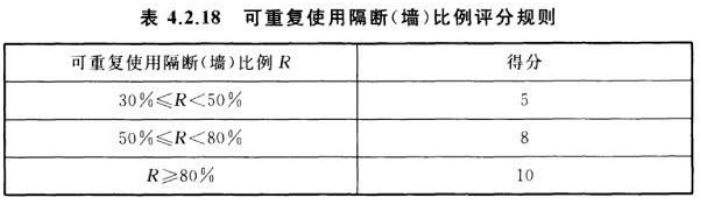 表 4.2.18 可重复使用隔断(墙)比例评分规则
可重复使用隔断(墙)比例 R 得分
30%≤R<50% 5
50%≤R<80% 8
R≥80% 10